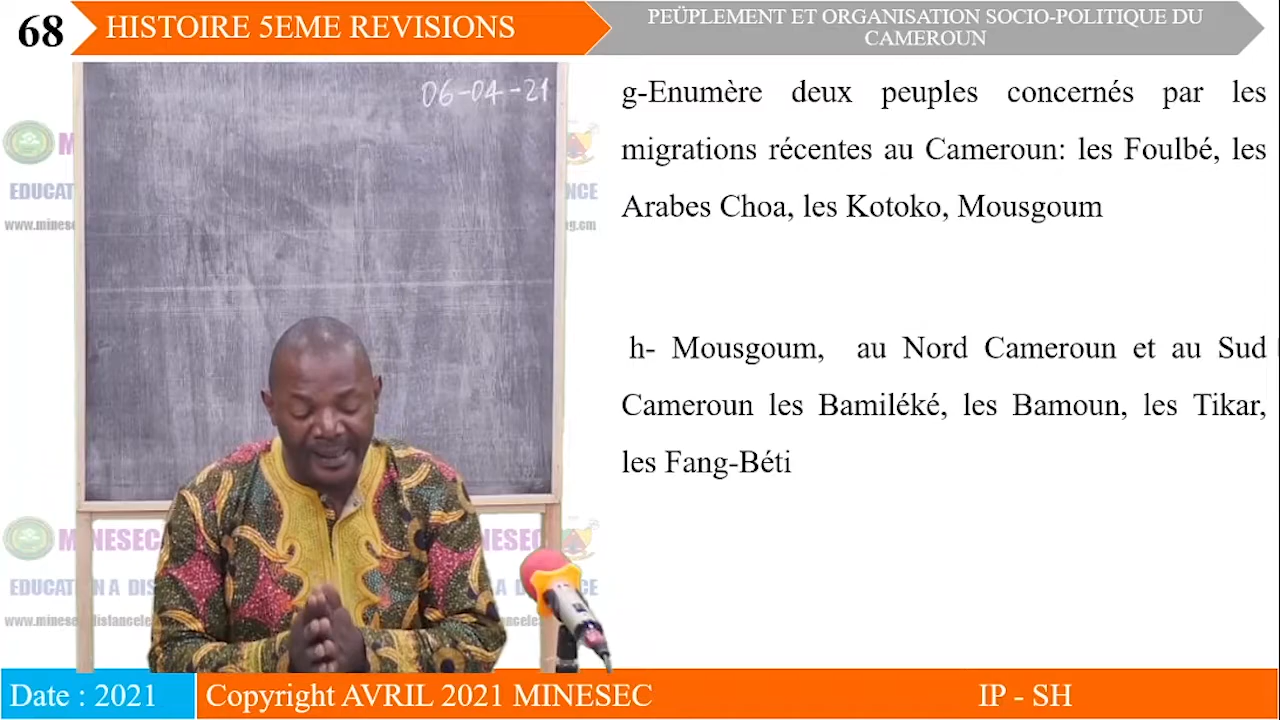 68
HISTOIRE 5EME REVISIONS
PEÜPLEMENT ET ORGANISATION SOCIO-POLITIQUE DU
CAMEROUN
06-04-21
g-Enumère deux peuples concernés par les
migrations récentes au Cameroun: les Foulbé, les
Arabes Choa, les Kotoko, Mousgoum
h- Mousgoum, au Nord Cameroun et au Sud
Cameroun les Bamiléké, les Bamoun, les Tikar,
les Fang-Béti
MINESEC
EDUCATION A DIS
Date : 2021
Copyright AVRIL 2021 MINESEC
IP - SH